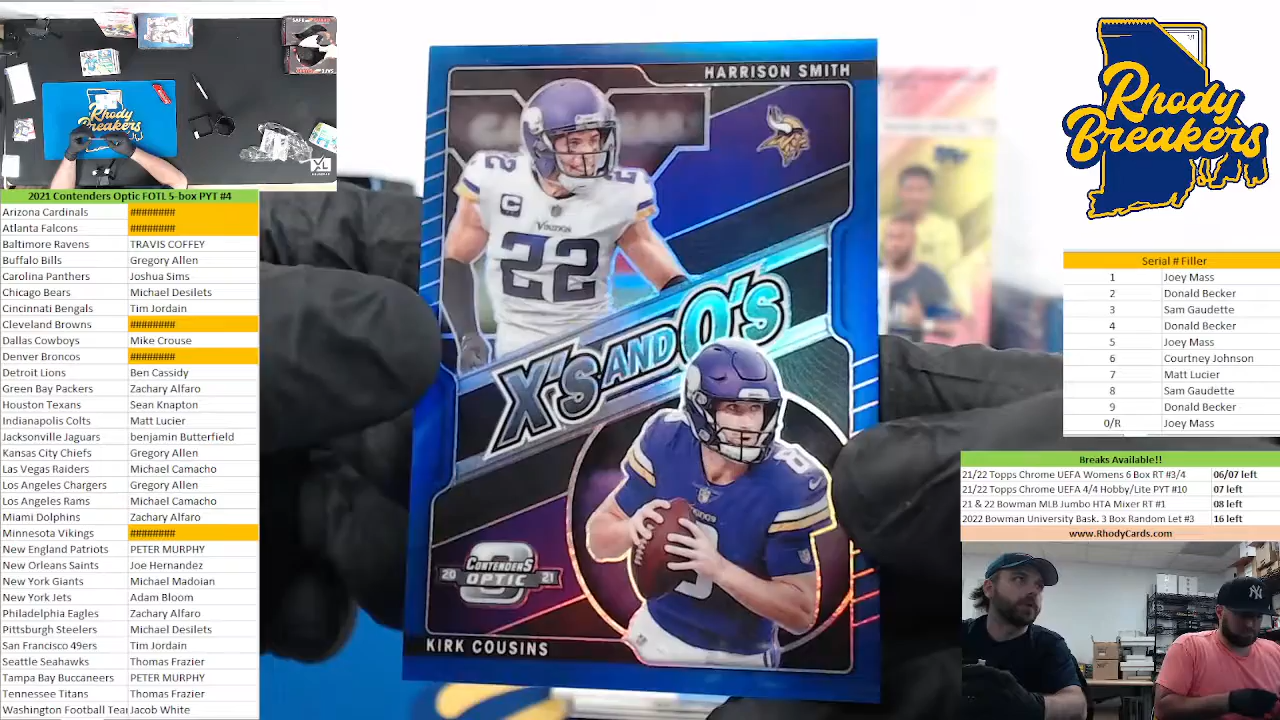 Rhody
Breakers
2021 Contenders Optic FOTL 5-box PYT #4
Arizona Cardinals ########
Atlanta Falcons ########
Baltimore Ravens TRAVIS COFFEY
Buffalo Bills Gregory Allen
Carolina Panthers Joshua Sims
Chicago Bears Michael Desilets
Cincinnati Bengals Tim Jordain
Cleveland Browns ########
Dallas Cowboys Mike Crouse
Denver Broncos ########
Detroit Lions Ben Cassidy
Green Bay Packers Zachary Alfaro
Houston Texans Sean Knapton
Indianapolis Colts Matt Lucier
Jacksonville Jaguars benjamin Butterfield
Kansas City Chiefs Gregory Allen
Las Vegas Raiders Michael Camacho
Los Angeles Chargers Gregory Allen
Los Angeles Rams Michael Camacho
Miami Dolphins Zachary Alfaro
Minnesota Vikings ########
New England Patriots PETER MURPHY
New Orleans Saints Joe Hernandez
New York Giants Michael Madoian
New York Jets Adam Bloom
Philadelphia Eagles Zachary Alfaro
Pittsburgh Steelers Michael Desilets
San Francisco 49ers Tim Jordain
Seattle Seahawks Thomas Frazier
Tampa Bay Buccaneers PETER MURPHY
Tennessee Titans Thomas Frazier
Washington Football Tea Jacob White
HARRISON SMITH
22
C
VIKINGS
22
X'S AND O'S
8
CONTENDERS
20 OPTIC 21
KIRK COUSINS
Rhody
Breakers
Serial # Filler
1 Joey Mass
2 Donald Becker
3 Sam Gaudette
4 Donald Becker
5 Joey Mass
6 Courtney Johnson
7 Matt Lucier
8 Sam Gaudette
9 Donald Becker
0/R Joey Mass
Breaks Available!!
21/22 Topps Chrome UEFA Womens 6 Box RT #3/4 06/07 left
21/22 Topps Chrome UEFA 4/4 Hobby/Lite PYT #10 07 left
21 & 22 Bowman MLB Jumbo HTA Mixer RT #1 08 left
2022 Bowman University Bask. 3 Box Random Let #3 16 left
www.RhodyCards.com